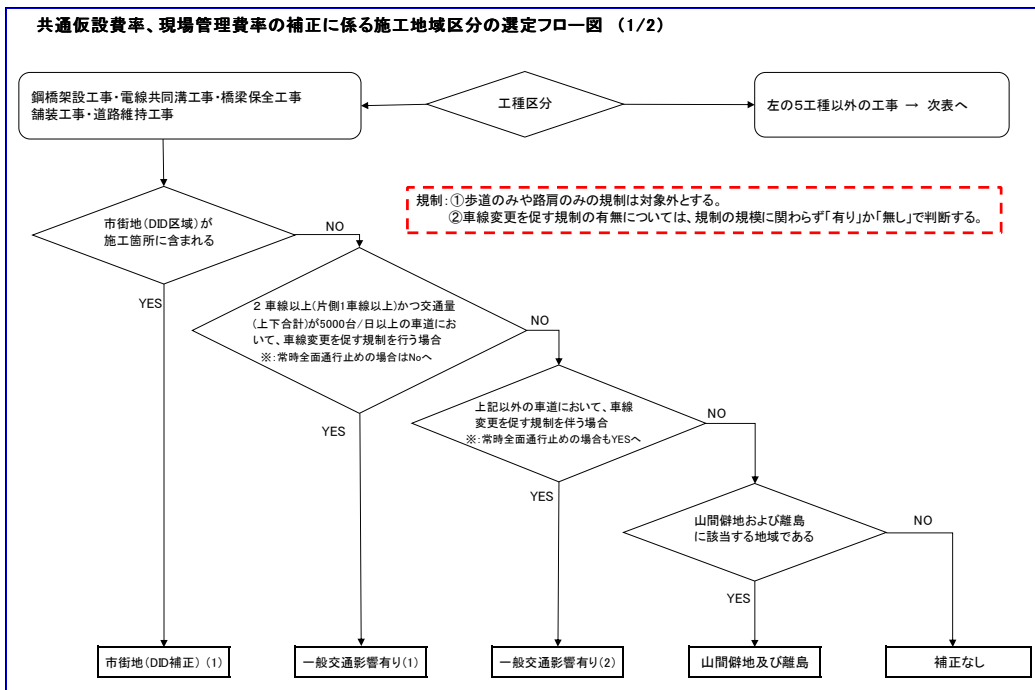 共通仮設費率、現場管理費率の補正に係る施工地域区分の選定フロー図 (1/2)
鋼橋架設工事・電線共同溝工事・橋梁保全工事
舗装工事・道路維持工事
工種区分
左の5工種以外の工事 → 次表へ
規制:①歩道のみや路肩のみの規制は対象外とする。
②車線変更を促す規制の有無については、規制の規模に関わらず「有り」か「無し」で判断する。
市街地(DID区域)が
施工箇所に含まれる
NO
YES
2 車線以上(片側1車線以上)かつ交通量
(上下合計)が5000台/日以上の車道にお
いて、車線変更を促す規制を行う場合
※:常時全面通行止めの場合はNoへ
NO
YES
上記以外の車道において、車線
変更を促す規制を伴う場合
※:常時全面通行止めの場合もYESへ
NO
YES
山間僻地および離島
に該当する地域である
NO
YES
市街地(DID補正) (1)
一般交通影響有り(1)
一般交通影響有り(2)
山間僻地及び離島
補正なし